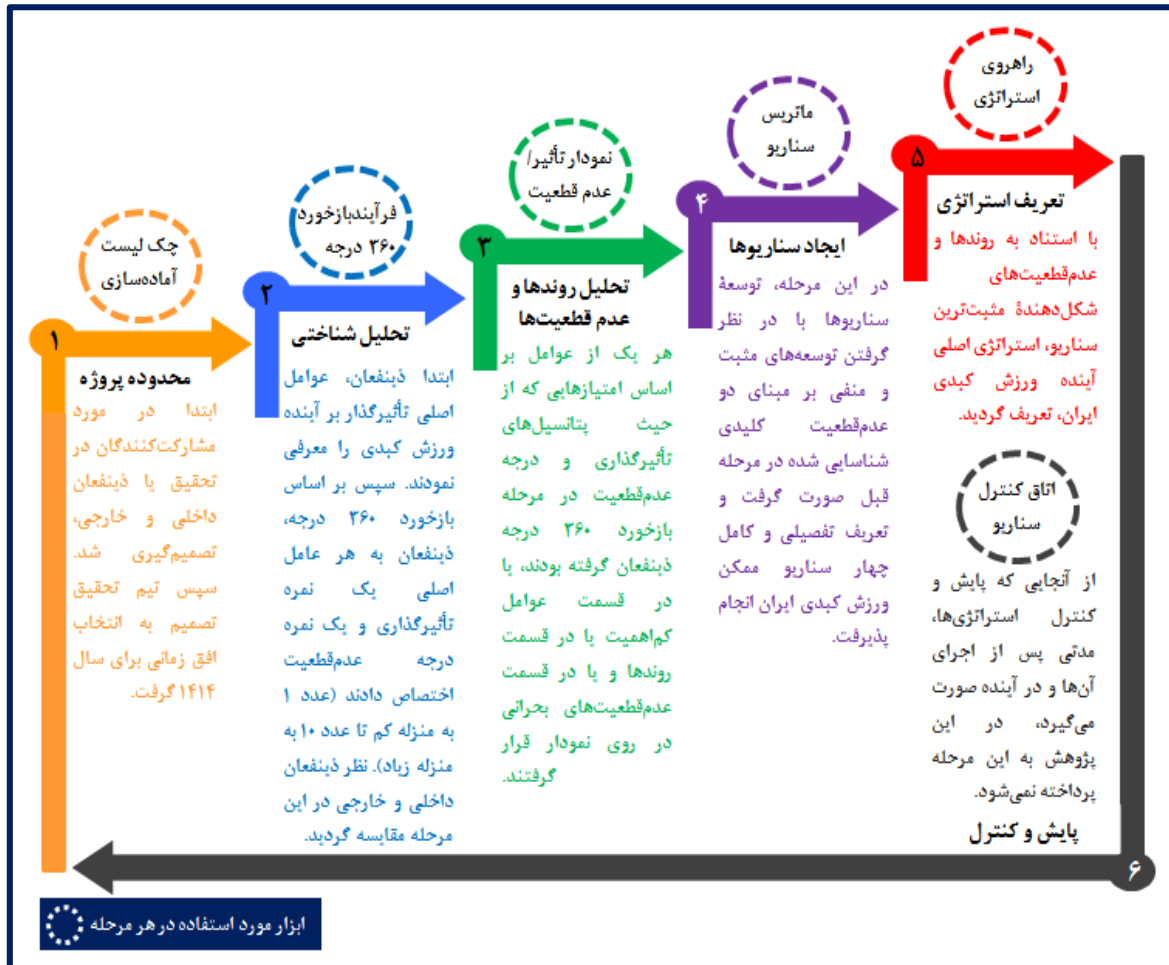 چک لیست
آماده‌سازی
۱
محدوده پروژه
ابتدا در مورد
مشارکت‌کنندگان در
تحقیق یا ذینفعان
داخلی و خارجی،
تصمیم‌گیری شد.
سپس تیم تحقیق
تصمیم به انتخاب
افق زمانی برای سال
۱۴۱۴ گرفت.
فرآیندبازخورد
۳۶۰ درجه
۲
تحلیل شناختی
ابتدا ذینفعان، عوامل
اصلی تأثیرگذار بر آینده
ورزش کبدی را معرفی
نمودند. سپس بر اساس
بازخورد ۳۶۰ درجه،
ذینفعان به هر عامل
اصلی یک نمره
تأثیرگذاری و یک نمره
درجه عدم‌قطعیت
اختصاص دادند (عدد ۱
به منزله کم تا عدد ۱۰ به
منزله زیاد). نظر ذینفعان
داخلی و خارجی در این
مرحله مقایسه گردید.
نمودار تأثیر/
عدم قطعیت
۳
تحلیل روندها و
عدم قطعیت‌ها
هر یک از عوامل بر
اساس امتیازهایی که از
حیث پتانسیل‌های
تأثیرگذاری و درجه
عدم‌قطعیت در مرحله
بازخورد ۳۶۰ درجه
ذینفعان گرفته بودند، یا
در قسمت عوامل
کم‌اهمیت یا در قسمت
روندها و یا در قسمت
عدم‌قطعیت‌های بحرانی
در روی نمودار قرار
گرفتند.
ماتریس
سناریو
۴
ایجاد سناریوها
در این مرحله، توسعهٔ
سناریوها با در نظر
گرفتن توسعه‌های مثبت
و منفی بر مبنای دو
عدم‌قطعیت کلیدی
شناسایی شده در مرحله
قبل صورت گرفت و
تعریف تفصیلی و کامل
چهار سناریو ممکن
ورزش کبدی ایران انجام
پذیرفت.
راهروی
استراتژی
۵
تعریف استراتژی
با استناد به روندها و
عدم‌قطعیت‌های
شکل‌دهندهٔ مثبت‌ترین
سناریو، استراتژی اصلی
آینده ورزش کبدی
ایران، تعریف گردید.
اتاق کنترل
سناریو
از آنجایی که پایش و
کنترل استراتژی‌ها،
مدتی پس از اجرای
آن‌ها و در آینده صورت
می‌گیرد، در این
پژوهش به این مرحله
پرداخته نمی‌شود.
پایش و کنترل
۶
ابزار مورد استفاده در هر مرحله